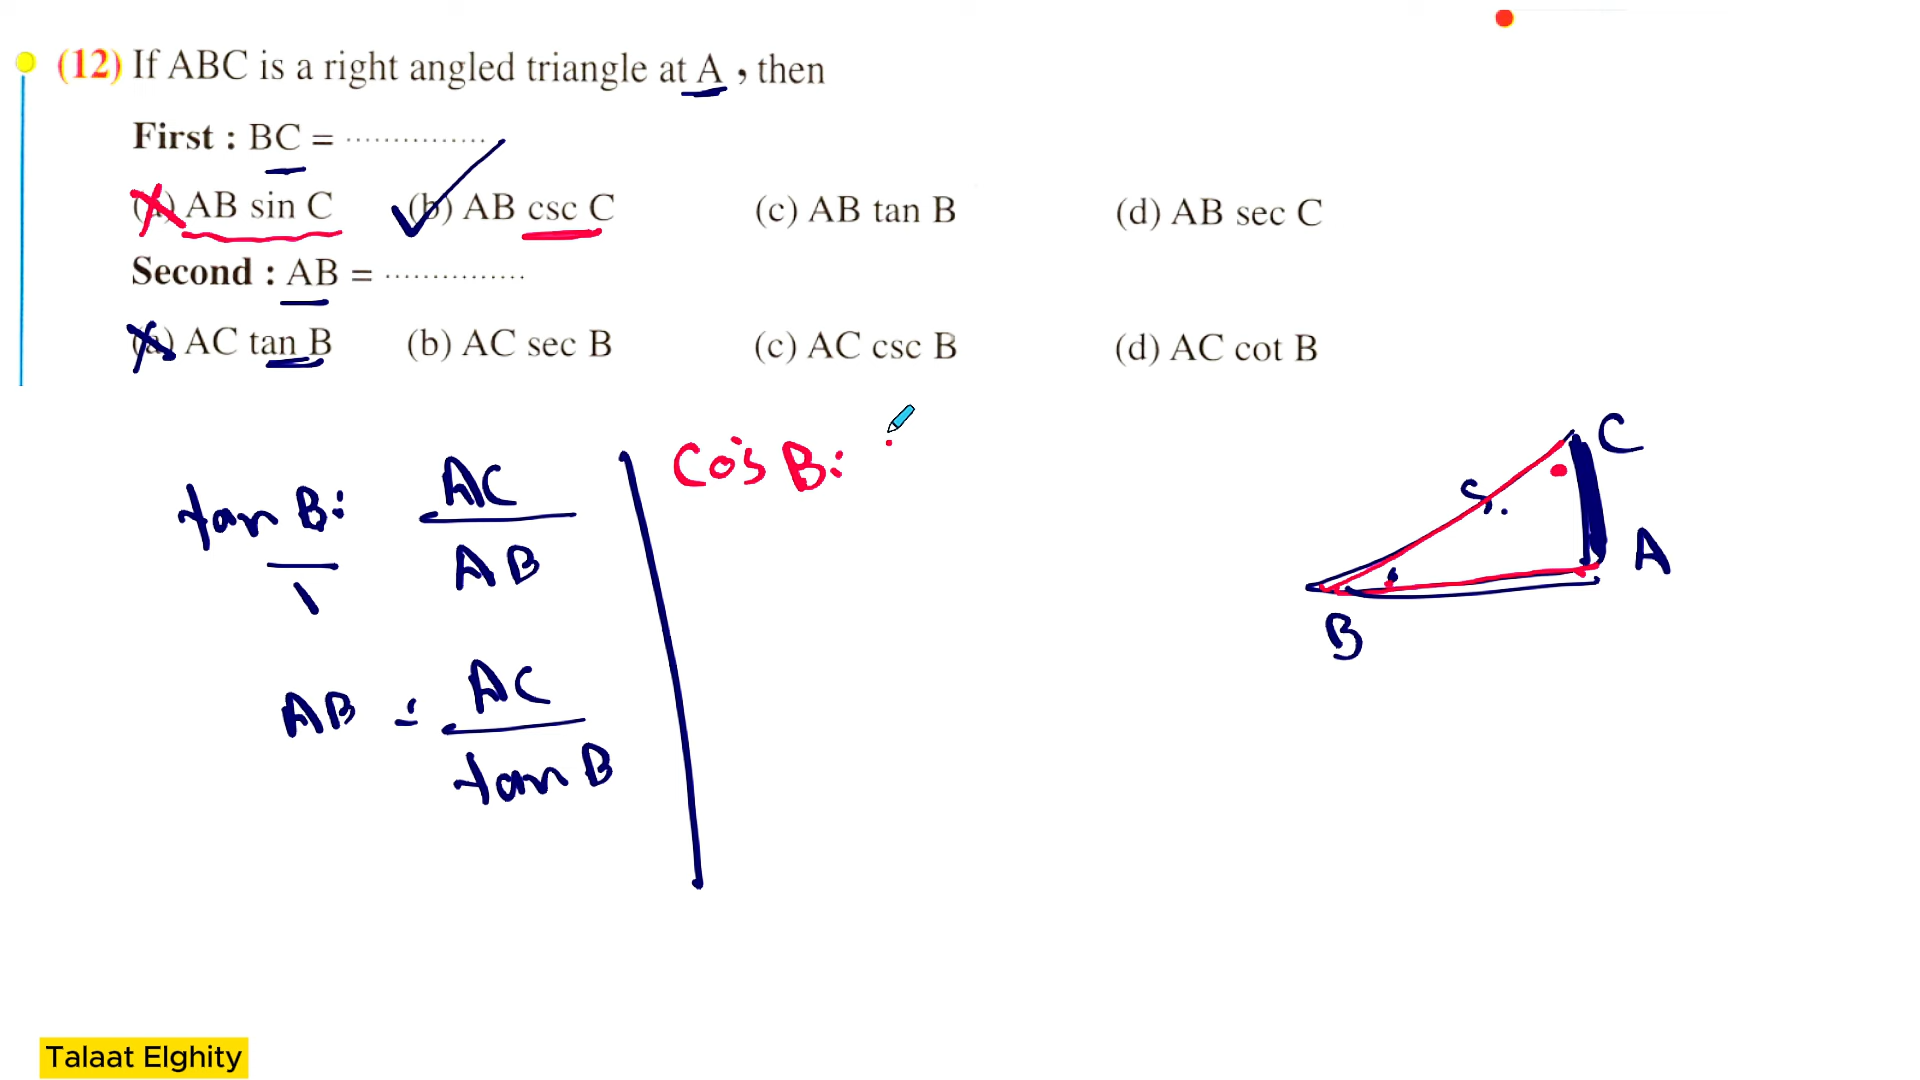 (12) If ABC is a right angled triangle at A , then
First : BC = ...............
(a) AB sin C (b) AB csc C (c) AB tan B (d) AB sec C
Second : AB = ...............
(a) AC tan B (b) AC sec B (c) AC csc B (d) AC cot B
tan B = AC
1 AB
AB = AC
tan B
Cos B =
C
A
B
Talaat Elghity